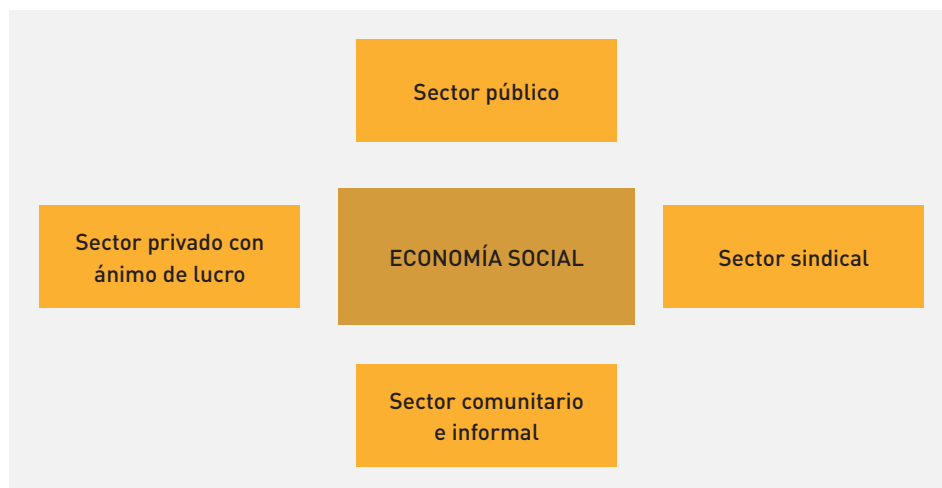 Sector público
Sector privado con
ánimo de lucro
ECONOMÍA SOCIAL
Sector sindical
Sector comunitario
e informal